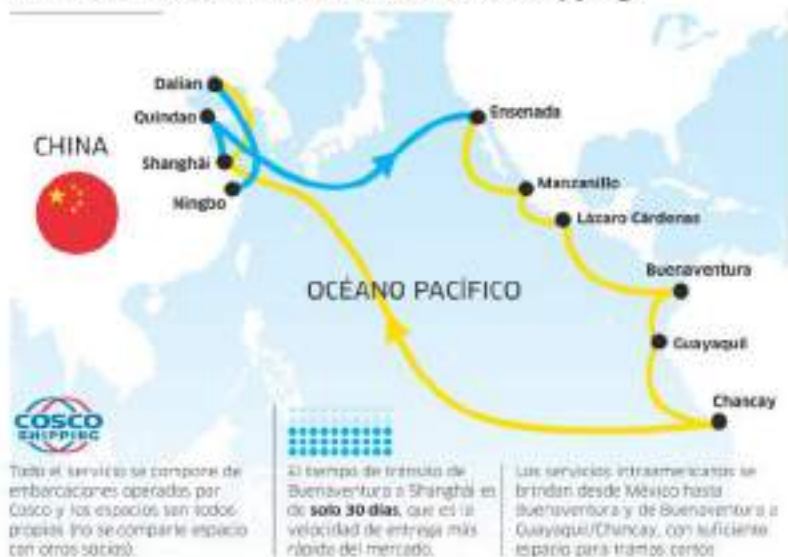 Dalian
Quindao
CHINA
Shanghái
Ningbo
Ensenada
Manzanillo
Lázaro Cárdenas
Buenaventura
OCÉANO PACÍFICO
Guayaquil
Chancay
COSCO
SHIPPING
Todo el servicio se compone de
embarcaciones operadas por
Cosco y los espacios son todos
propios (no se comparte espacio
con otros socios).
El tiempo de tránsito de
Buenaventura a Shanghái es
de solo 30 días, que es la
velocidad de entrega más
rápida del mercado.
Los servicios intraamericanos se
brindan desde México hasta
Buenaventura y de Buenaventura a
Guayaquil/Chancay, con suficiente
espacio para tramos cortos